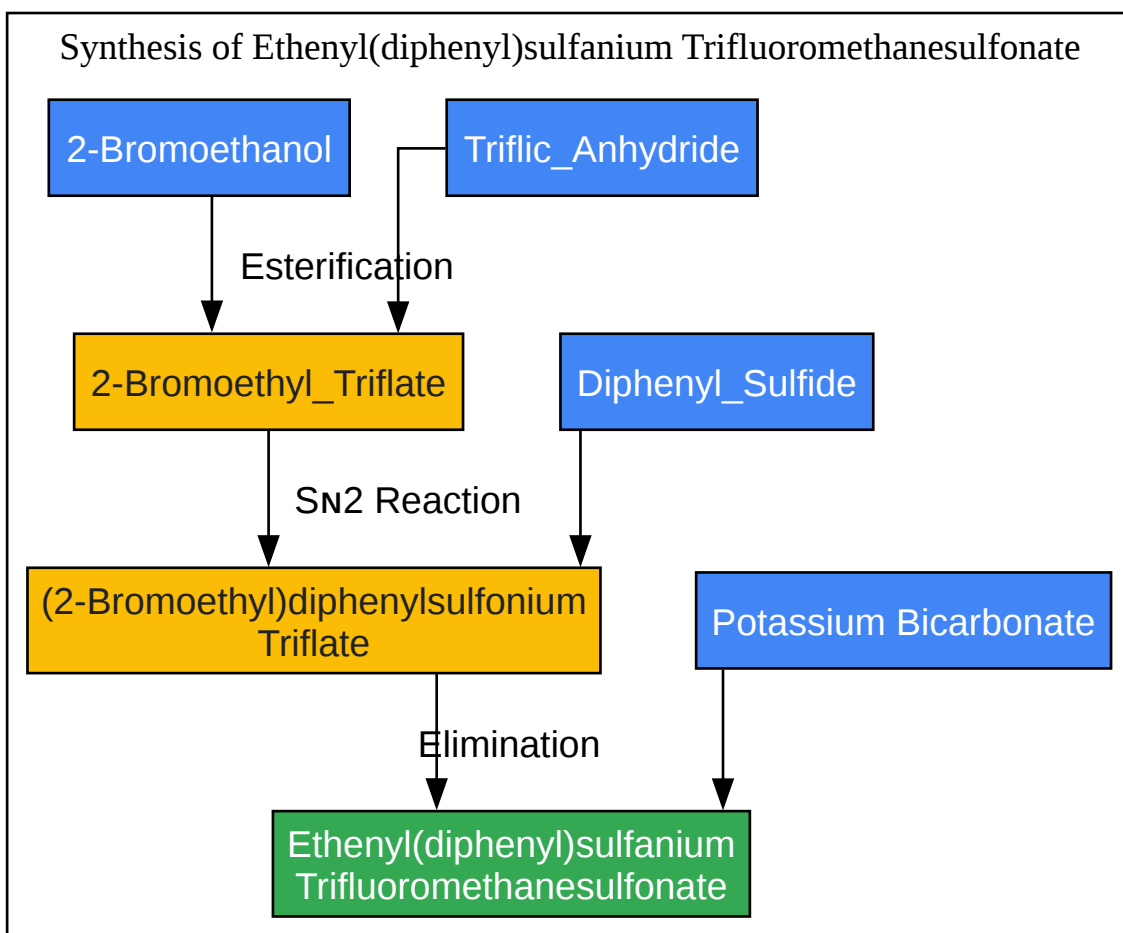 Synthesis of Ethenyl(diphenyl)sulfanium Trifluoromethanesulfonate
2-Bromoethanol
Triflic_Anhydride
Esterification
2-Bromoethyl_Triflate
Diphenyl_Sulfide
Sɴ2 Reaction
(2-Bromoethyl)diphenylsulfonium
Triflate
Potassium Bicarbonate
Elimination
Ethenyl(diphenyl)sulfanium
Trifluoromethanesulfonate